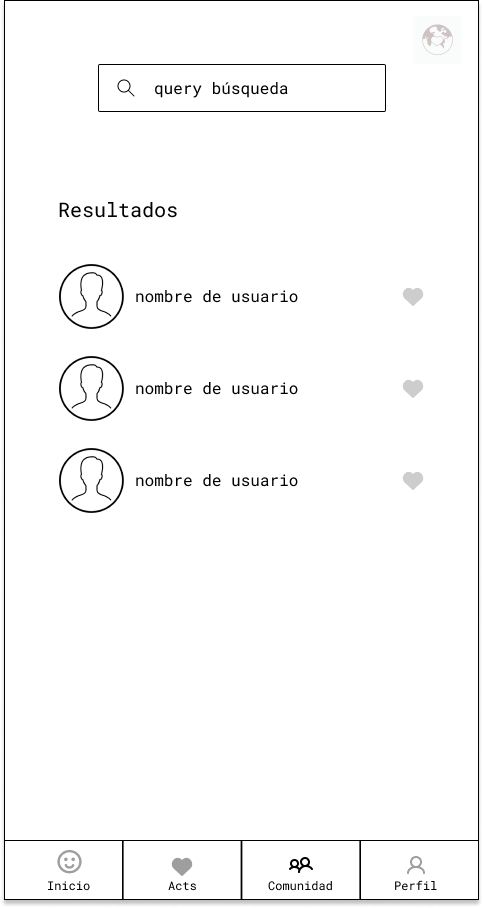 query búsqueda
Resultados
nombre de usuario
nombre de usuario
nombre de usuario
Inicio
Acts
Comunidad
Perfil